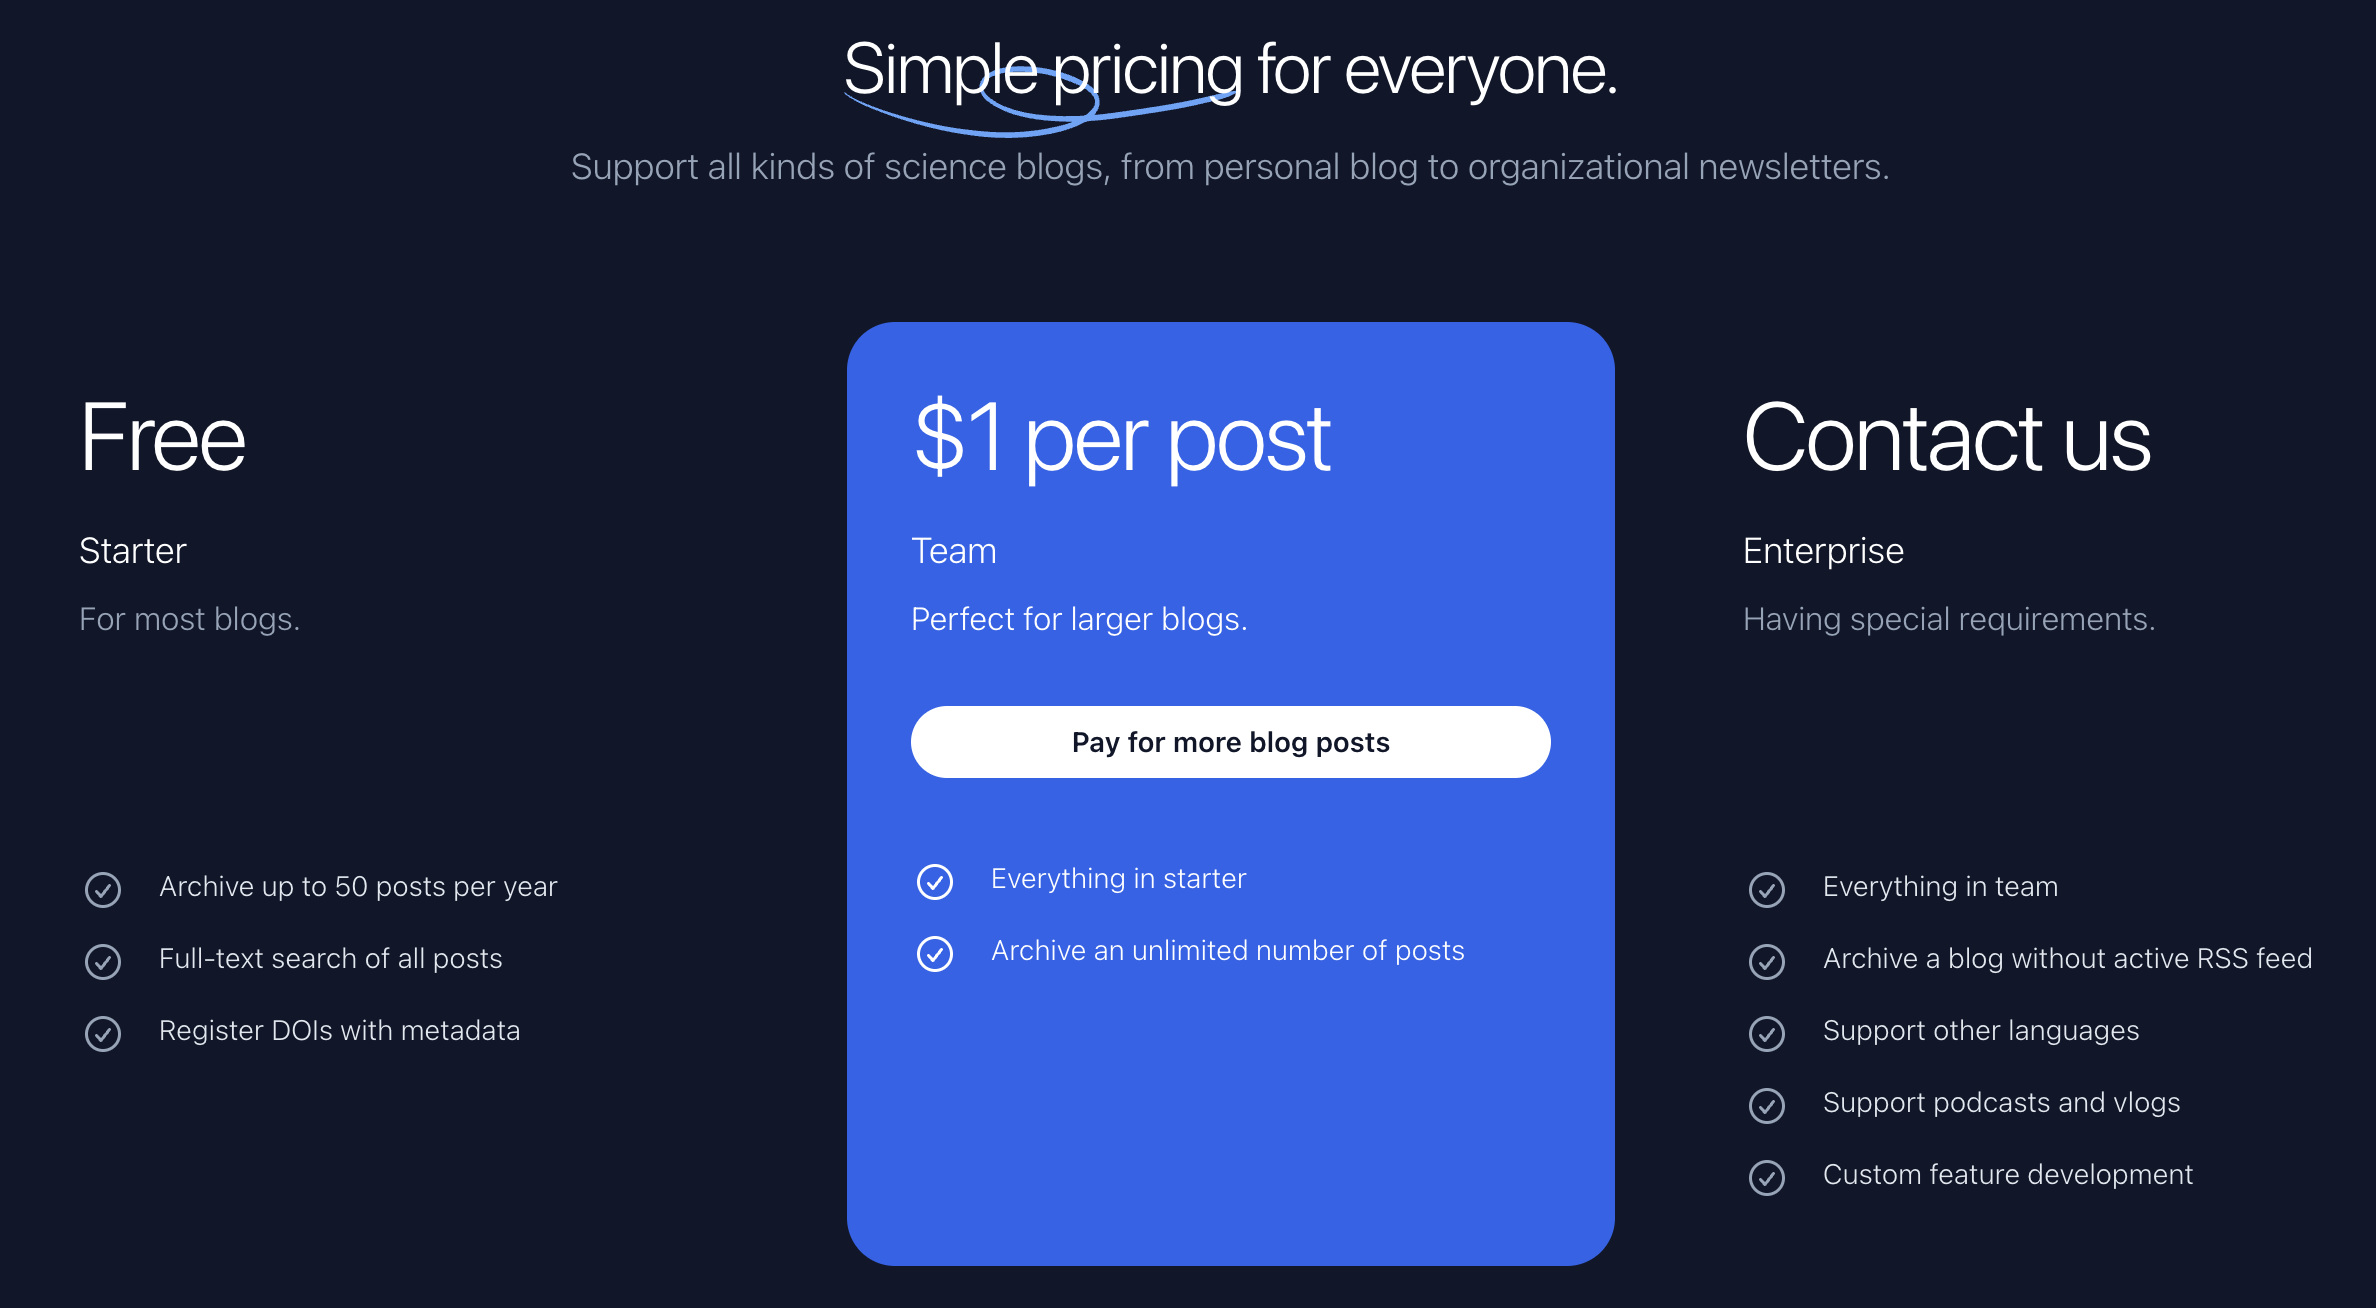 Simple pricing for everyone.
Support all kinds of science blogs, from personal blog to organizational newsletters.
Free
Starter
For most blogs.
Archive up to 50 posts per year
Full-text search of all posts
Register DOIs with metadata
$1 per post
Team
Perfect for larger blogs.
Pay for more blog posts
Everything in starter
Archive an unlimited number of posts
Contact us
Enterprise
Having special requirements.
Everything in team
Archive a blog without active RSS feed
Support other languages
Support podcasts and vlogs
Custom feature development